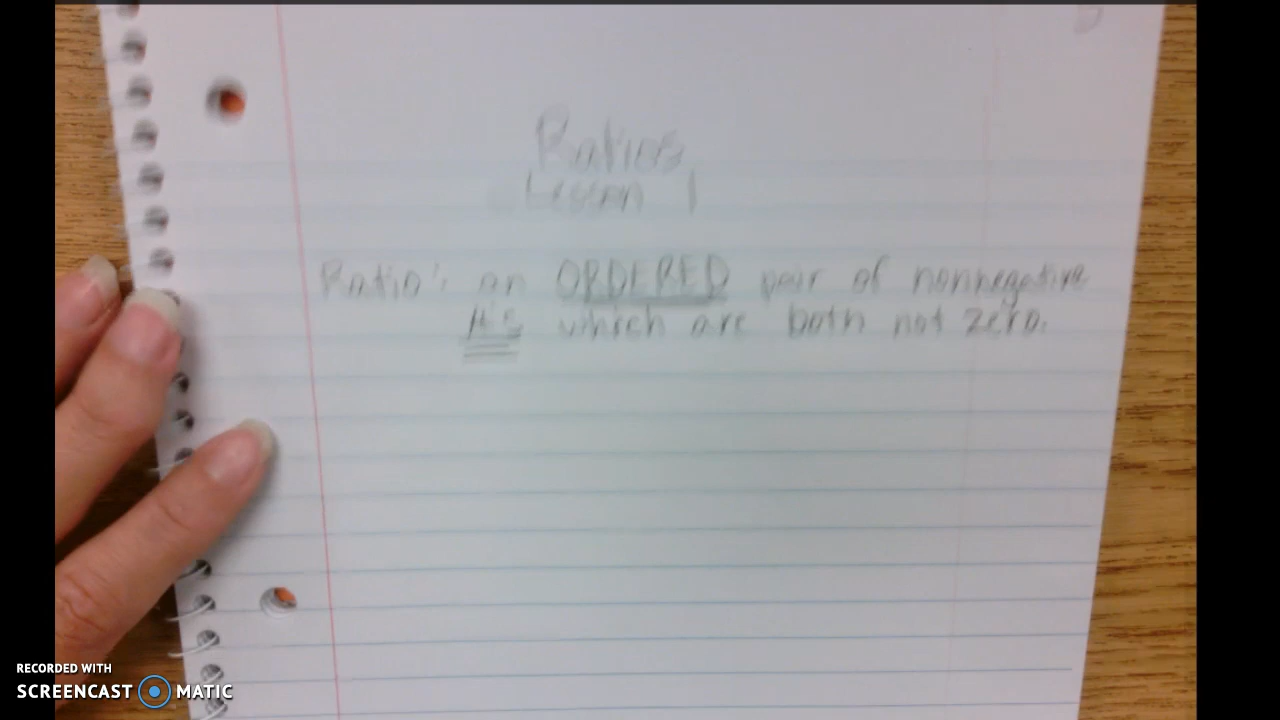 Ratios
Lesson 1
Ratio: an ORDERED pair of nonnegative
#'s which are both not zero.
RECORDED WITH
SCREENCAST MATIC